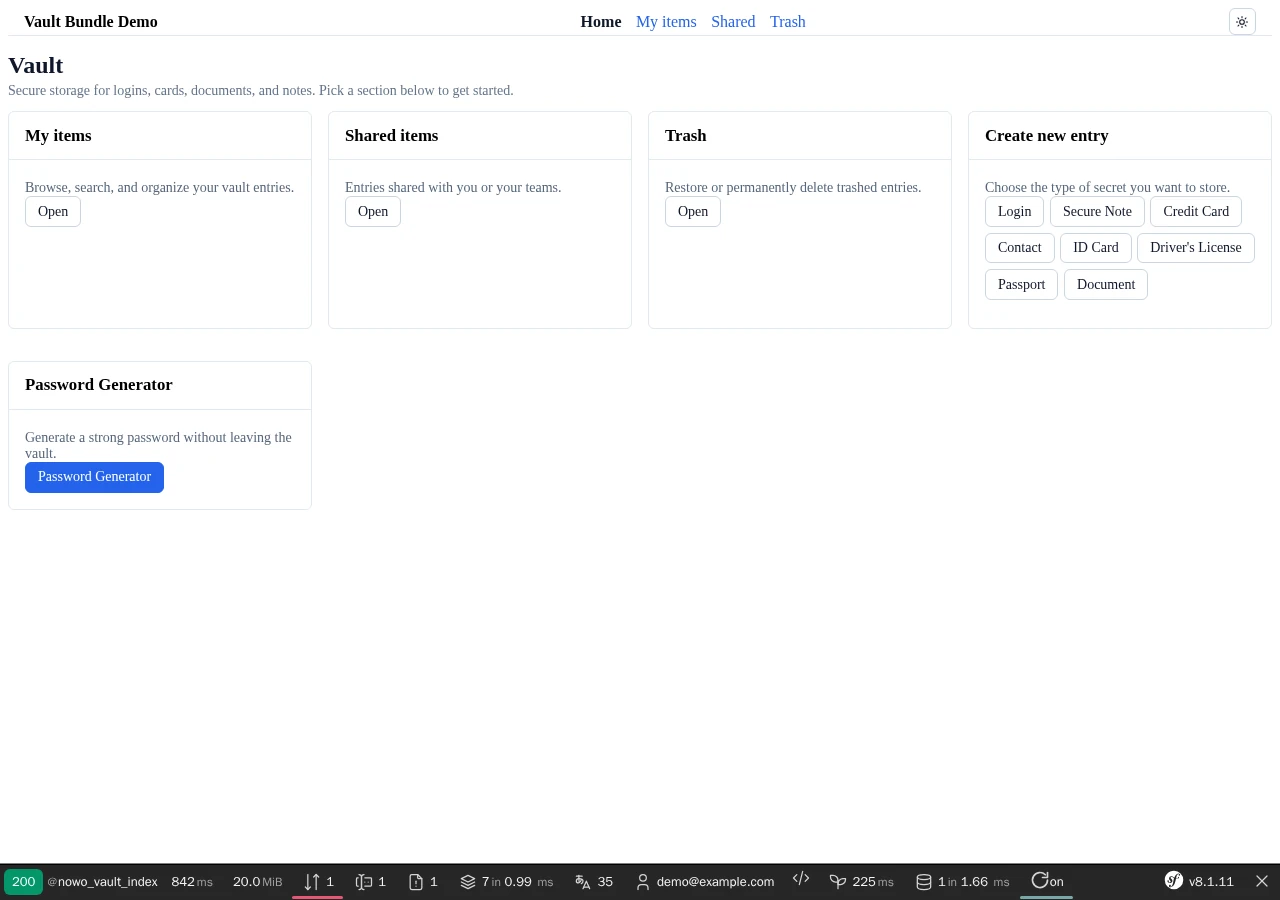 Vault Bundle Demo Home My items Shared Trash
Vault
Secure storage for logins, cards, documents, and notes. Pick a section below to get started.
My items
Browse, search, and organize your vault entries.
Open
Shared items
Entries shared with you or your teams.
Open
Trash
Restore or permanently delete trashed entries.
Open
Create new entry
Choose the type of secret you want to store.
Login Secure Note Credit Card
Contact ID Card Driver's License
Passport Document
Password Generator
Generate a strong password without leaving the
vault.
Password Generator
200 @nowo_vault_index 842 ms 20.0 MiB 1 1 1 7 in 0.99 ms 35 demo@example.com </> 225 ms 1 in 1.66 ms on sf v8.1.11